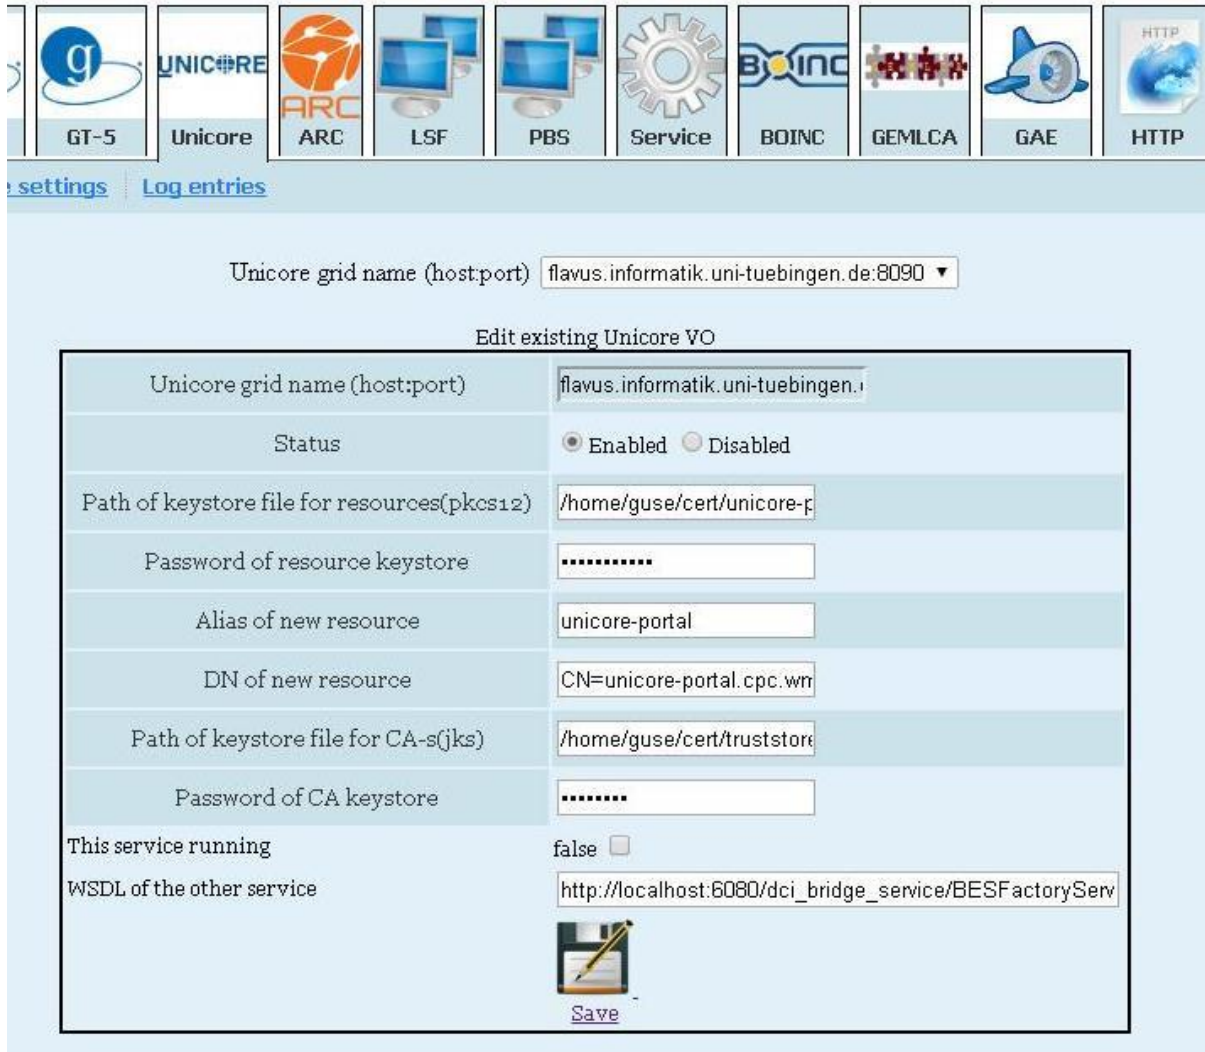 g
UNICORE
ARC
BOINC
HTTP
GT-5
Unicore
ARC
LSF
PBS
Service
BOINC
GEMLCA
GAE
HTTP
settings
Log entries
Unicore grid name (host:port) flavus.informatik.uni-tuebingen.de:8090
Edit existing Unicore VO
Unicore grid name (host:port) flavus.informatik.uni-tuebingen.
Status Enabled Disabled
Path of keystore file for resources(pkcs12) /home/guse/cert/unicore-p
Password of resource keystore •••••••••••
Alias of new resource unicore-portal
DN of new resource CN=unicore-portal.cpc.wm
Path of keystore file for CA-s(jks) /home/guse/cert/truststore
Password of CA keystore ••••••••
This service running false
WSDL of the other service http://localhost:6080/dci_bridge_service/BESFactoryServ
Save